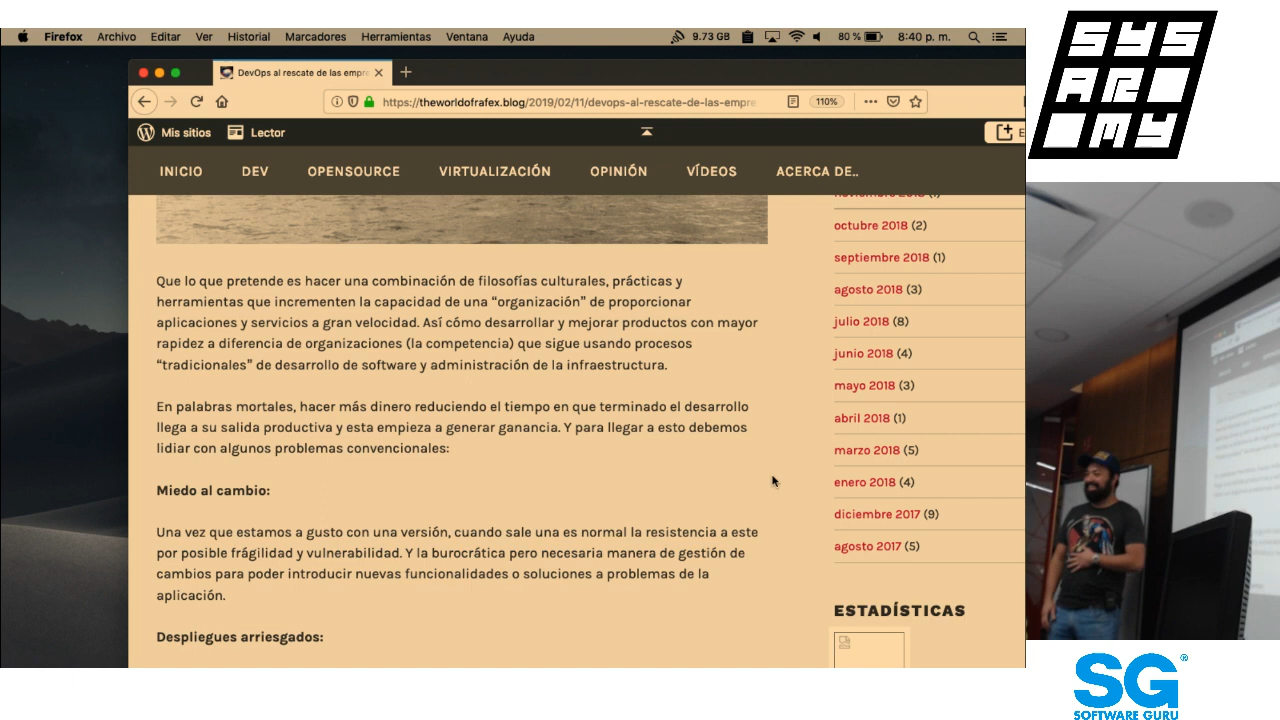 Firefox Archivo Editar Ver Historial Marcadores Herramientas Ventana Ayuda 9.73 GB 80 % 8:40 p. m.
DevOps al rescate de las empre
https://theworldofrafex.blog/2019/02/11/devops-al-rescate-de-las-empre 110%
Mis sitios Lector E
INICIO DEV OPENSOURCE VIRTUALIZACIÓN OPINIÓN VÍDEOS ACERCA DE..
Que lo que pretende es hacer una combinación de filosofías culturales, prácticas y
herramientas que incrementen la capacidad de una “organización” de proporcionar
aplicaciones y servicios a gran velocidad. Así cómo desarrollar y mejorar productos con mayor
rapidez a diferencia de organizaciones (la competencia) que sigue usando procesos
“tradicionales” de desarrollo de software y administración de la infraestructura.
En palabras mortales, hacer más dinero reduciendo el tiempo en que terminado el desarrollo
llega a su salida productiva y esta empieza a generar ganancia. Y para llegar a esto debemos
lidiar con algunos problemas convencionales:
Miedo al cambio:
Una vez que estamos a gusto con una versión, cuando sale una es normal la resistencia a este
por posible frágilidad y vulnerabilidad. Y la burocrática pero necesaria manera de gestión de
cambios para poder introducir nuevas funcionalidades o soluciones a problemas de la
aplicación.
Despliegues arriesgados:
octubre 2018 (2)
septiembre 2018 (1)
agosto 2018 (3)
julio 2018 (8)
junio 2018 (4)
mayo 2018 (3)
abril 2018 (1)
marzo 2018 (5)
enero 2018 (4)
diciembre 2017 (9)
agosto 2017 (5)
ESTADÍSTICAS
SYS
AR
MY
SG®
SOFTWARE GURU